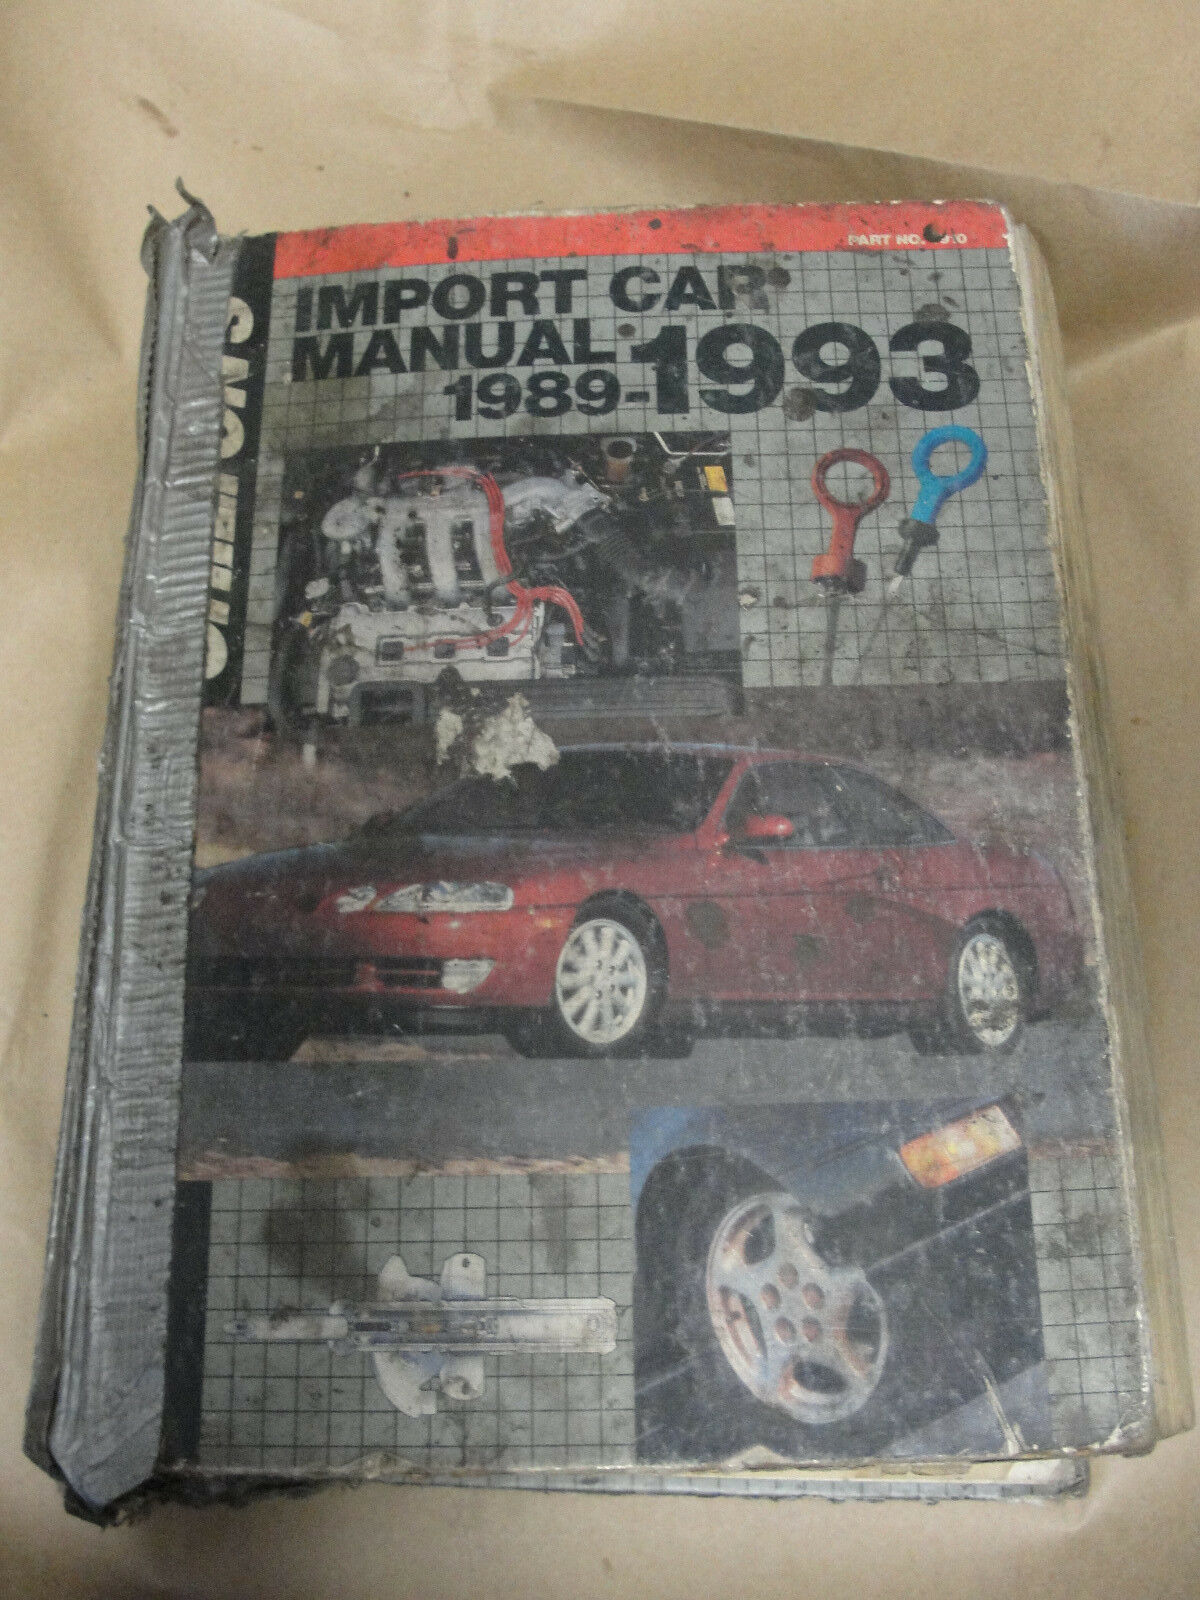 PART NO.
IMPORT CAR
MANUAL
1989-1993